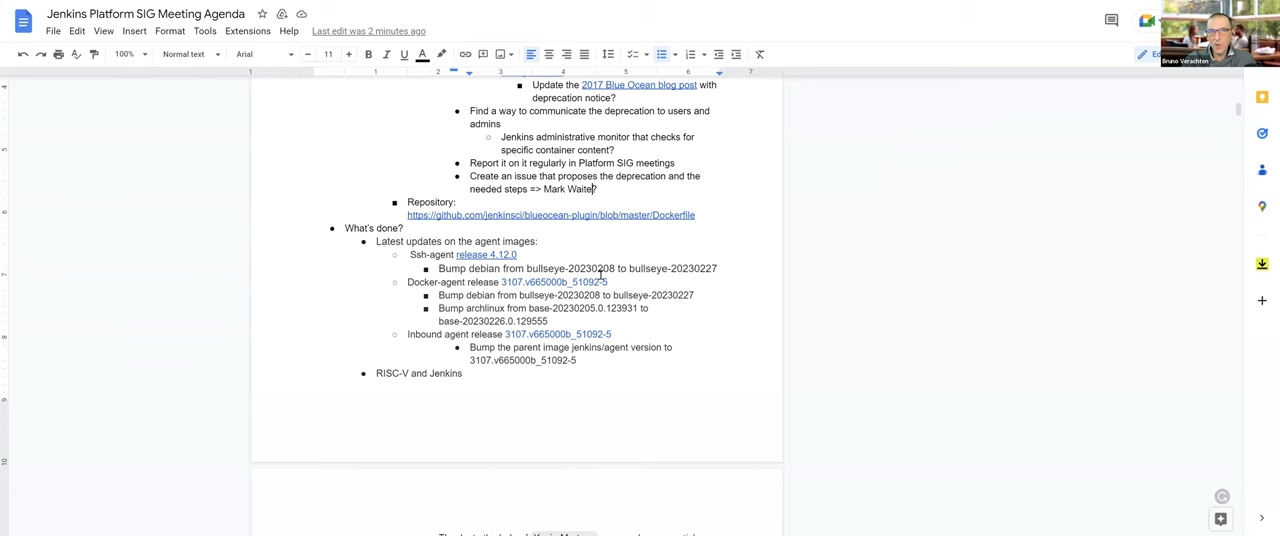 Jenkins Platform SIG Meeting Agenda
File Edit View Insert Format Tools Extensions Help Last edit was 2 minutes ago
100% Normal text Arial 11
1 1 2 3 4 5 6 7
Bruno Verachten
Update the 2017 Blue Ocean blog post with
deprecation notice?
Find a way to communicate the deprecation to users and
admins
Jenkins administrative monitor that checks for
specific container content?
Report it on it regularly in Platform SIG meetings
Create an issue that proposes the deprecation and the
needed steps => Mark Waite?
Repository:
https://github.com/jenkinsci/blueocean-plugin/blob/master/Dockerfile
What's done?
Latest updates on the agent images:
Ssh-agent release 4.12.0
Bump debian from bullseye-20230208 to bullseye-20230227
Docker-agent release 3107.v665000b_51092-5
Bump debian from bullseye-20230208 to bullseye-20230227
Bump archlinux from base-20230205.0.123931 to
base-20230226.0.129555
Inbound agent release 3107.v665000b_51092-5
Bump the parent image jenkins/agent version to
3107.v665000b_51092-5
RISC-V and Jenkins